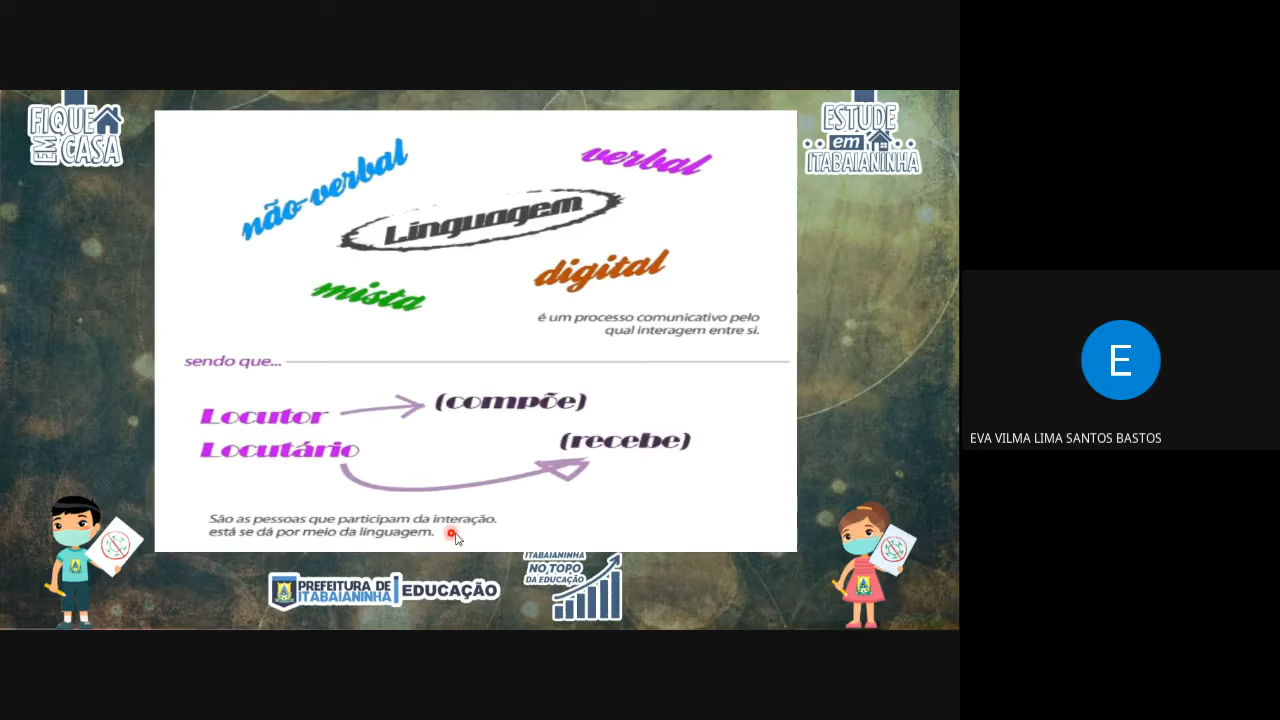 FIQUE
EM CASA
ESTUDE
em
ITABAIANINHA
não-verbal
verbal
Linguagem
mista
digital
é um processo comunicativo pelo
qual interagem entre si.
sendo que...
Locutor
(compõe)
Locutário
(recebe)
São as pessoas que participam da interação.
está se dá por meio da linguagem.
PREFEITURA DE
ITABAIANINHA
EDUCAÇÃO
ITABAIANINHA
NO TOPO
DA EDUCAÇÃO
E
EVA VILMA LIMA SANTOS BASTOS